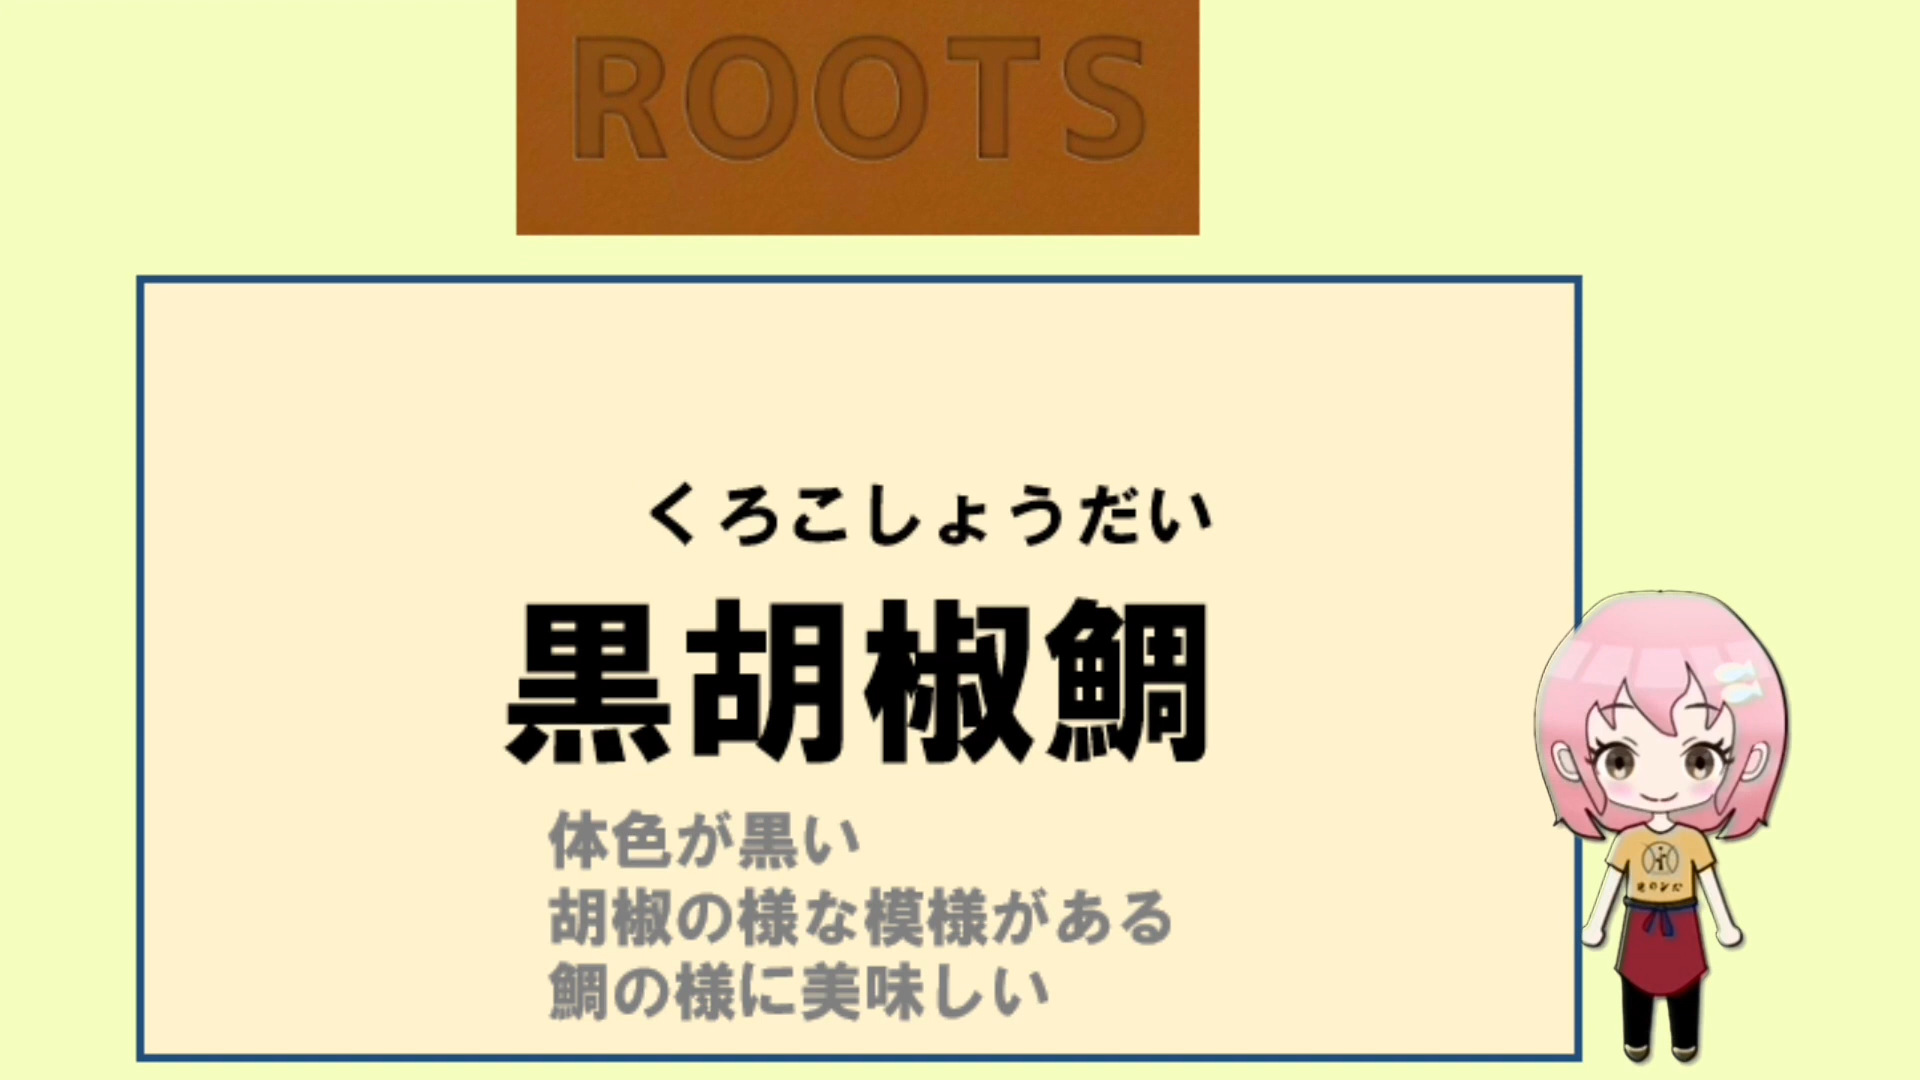 ROOTS
くろこしょうだい
黒胡椒鯛
体色が黒い
胡椒の様な模様がある
鯛の様に美味しい